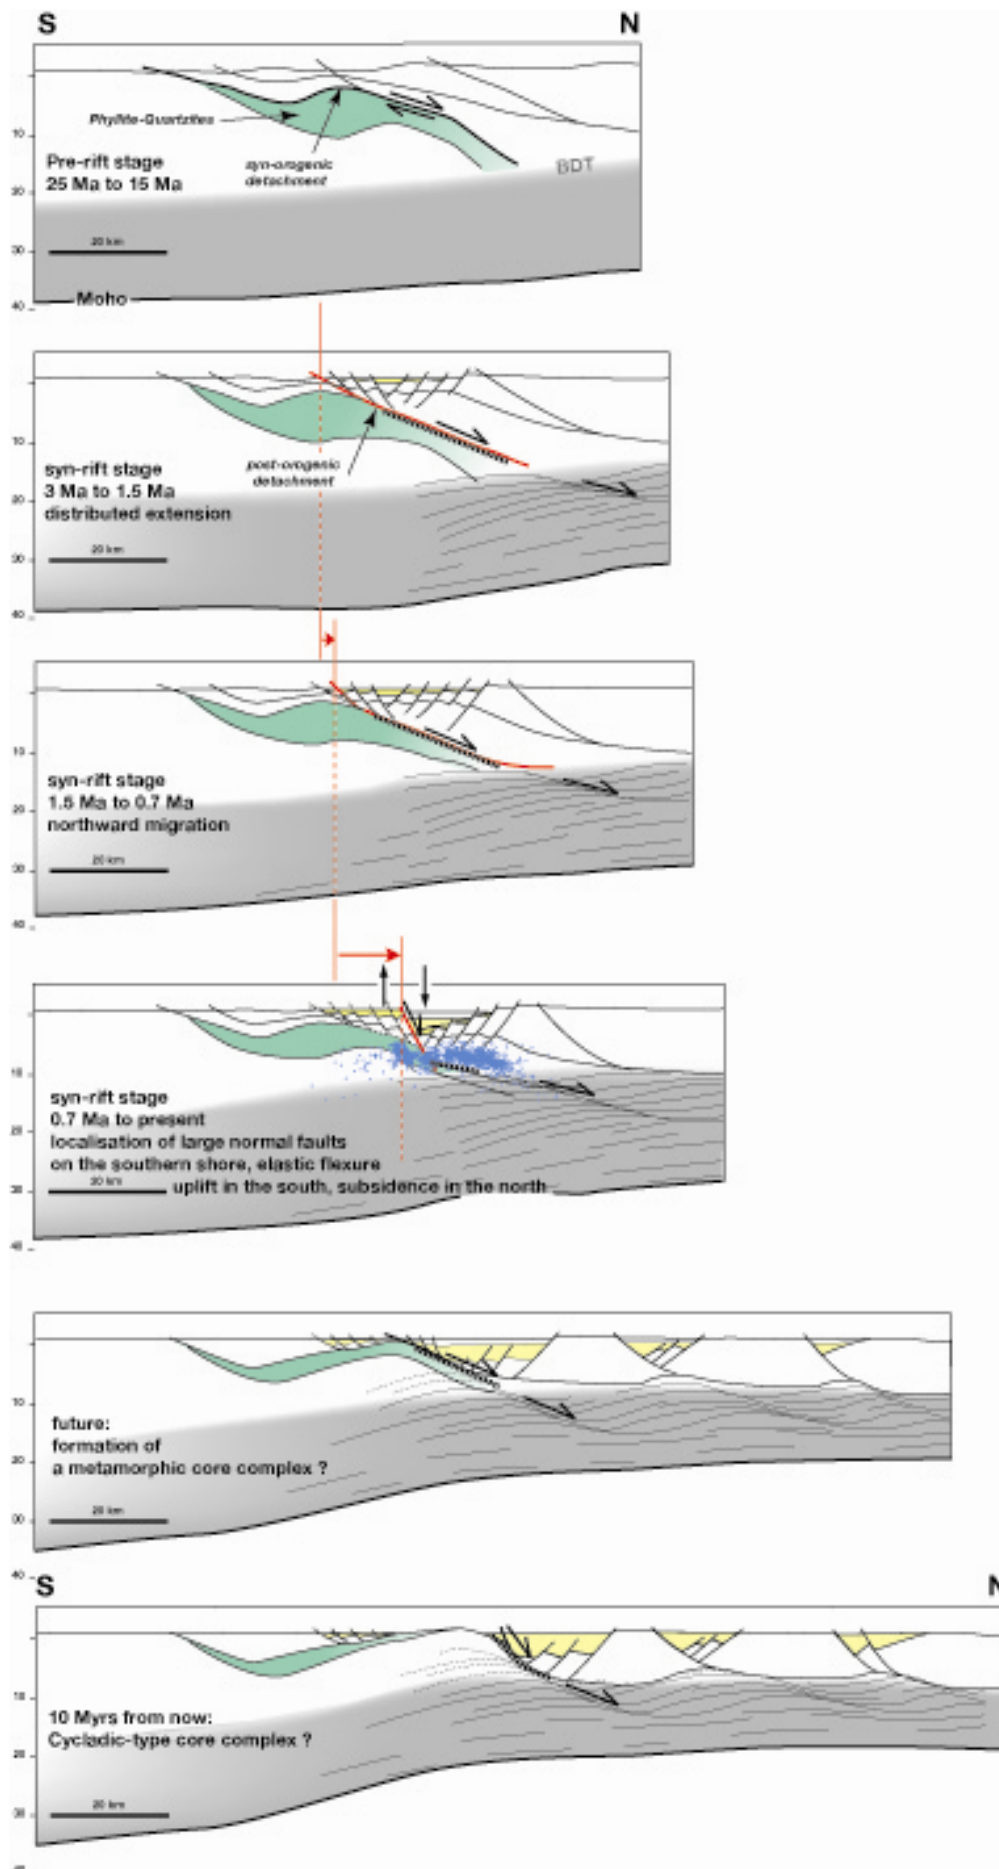 S N
Phyllite-Quartzites
10
Pre-rift stage
25 Ma to 15 Ma
syn-orogenic
detachment
BDT
20
20 km
30
Moho
40
10
post-orogenic
detachment
syn-rift stage
3 Ma to 1.5 Ma
distributed extension
20
20 km
30
40
10
syn-rift stage
1.5 Ma to 0.7 Ma
northward migration
20
20 km
30
40
10
syn-rift stage
0.7 Ma to present
localisation of large normal faults
on the southern shore, elastic flexure
uplift in the south, subsidence in the north
20
20 km
30
40
10
future:
formation of
a metamorphic core complex ?
20
20 km
30
40
S N
10
10 Myrs from now:
Cycladic-type core complex ?
20
20 km
30